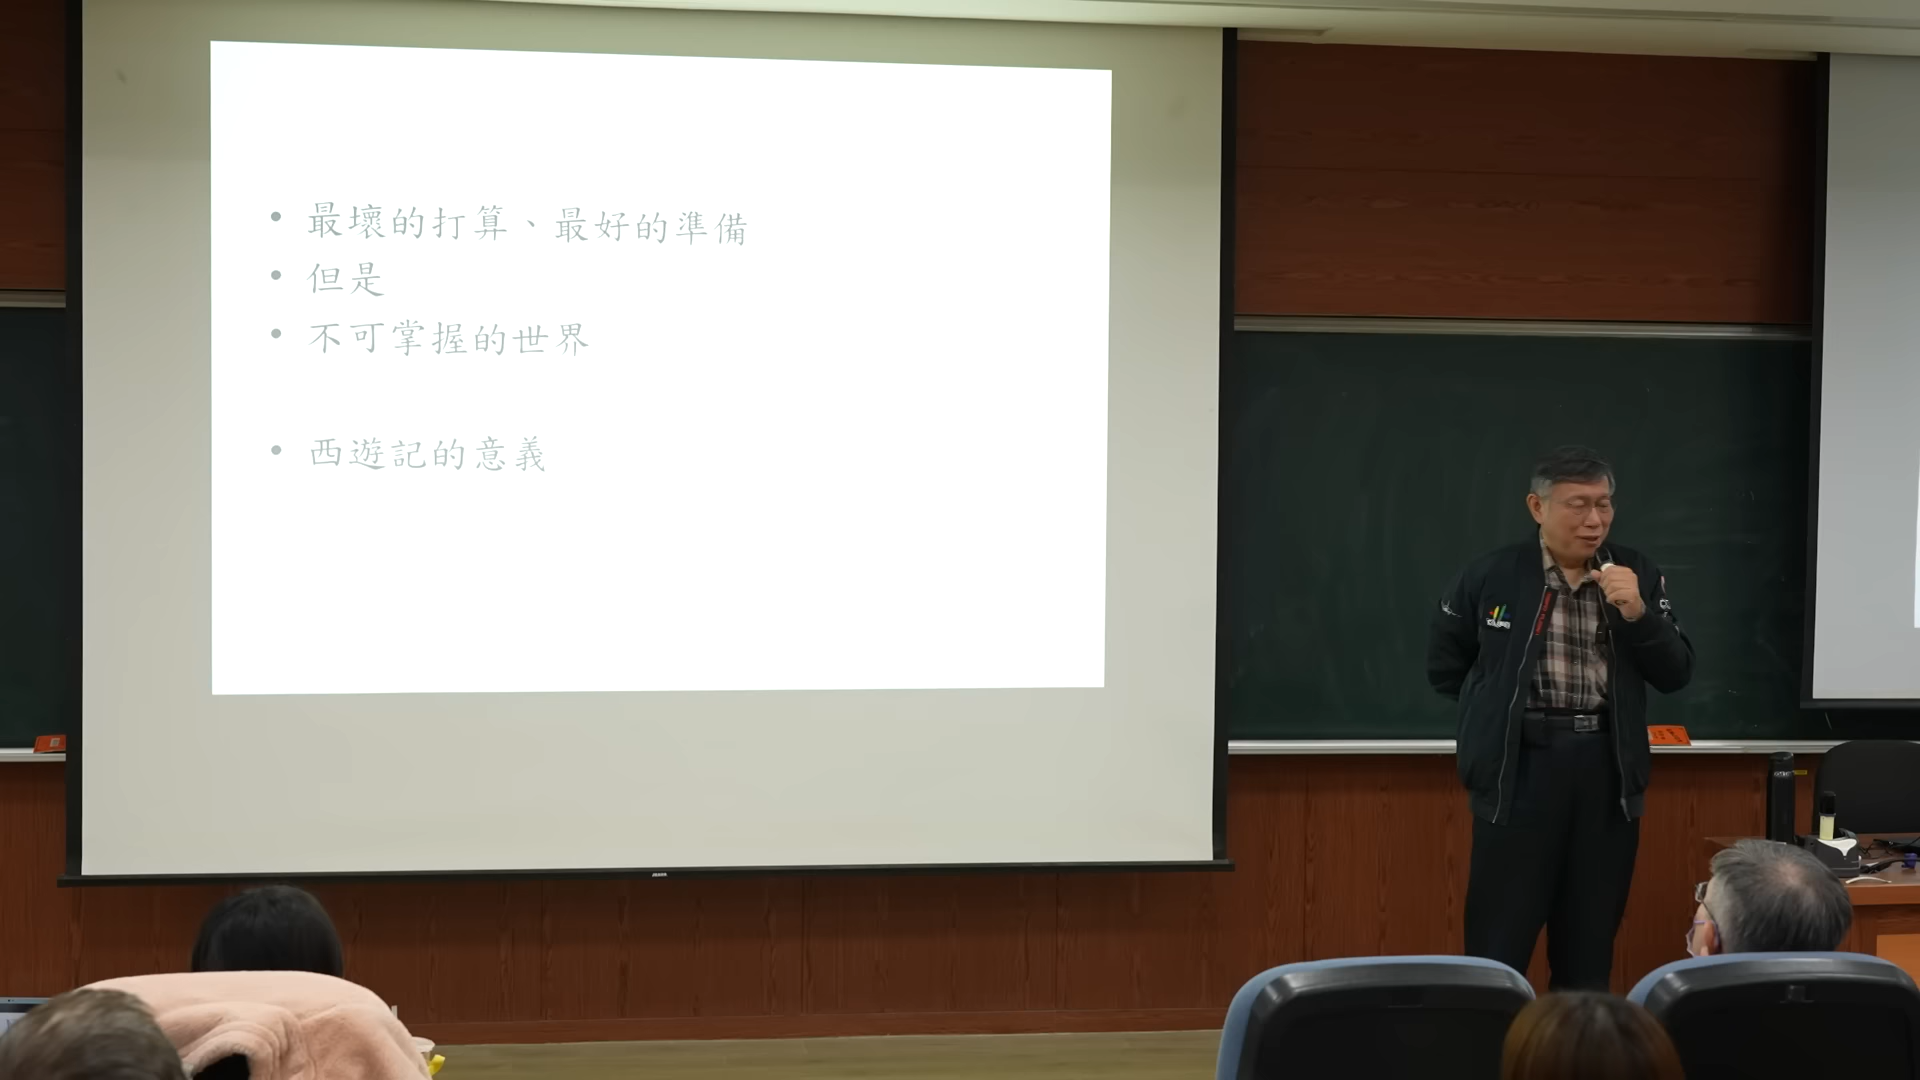 • 最壞的打算、最好的準備
• 但是
• 不可掌握的世界
• 西遊記的意義